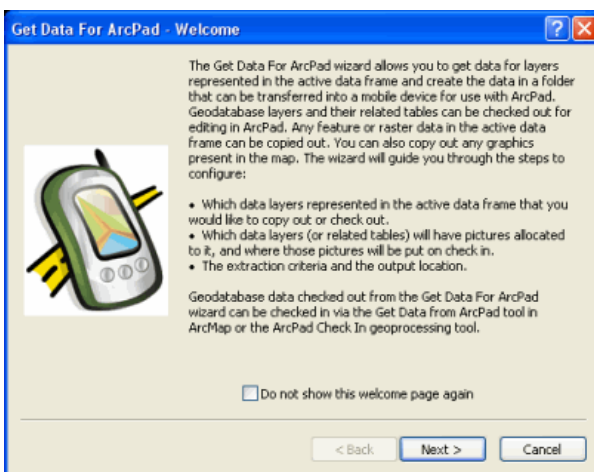 Get Data For ArcPad - Welcome
The Get Data For ArcPad wizard allows you to get data for layers
represented in the active data frame and create the data in a folder
that can be transferred into a mobile device for use with ArcPad.
Geodatabase layers and their related tables can be checked out for
editing in ArcPad. Any feature or raster data in the active data
frame can be copied out. You can also copy out any graphics
present in the map. The wizard will guide you through the steps to
configure:
• Which data layers represented in the active data frame that you
would like to copy out or check out.
• Which data layers (or related tables) will have pictures allocated
to it, and where those pictures will be put on check in.
• The extraction criteria and the output location.
Geodatabase data checked out from the Get Data For ArcPad
wizard can be checked in via the Get Data from ArcPad tool in
ArcMap or the ArcPad Check In geoprocessing tool.
Do not show this welcome page again
< Back Next > Cancel